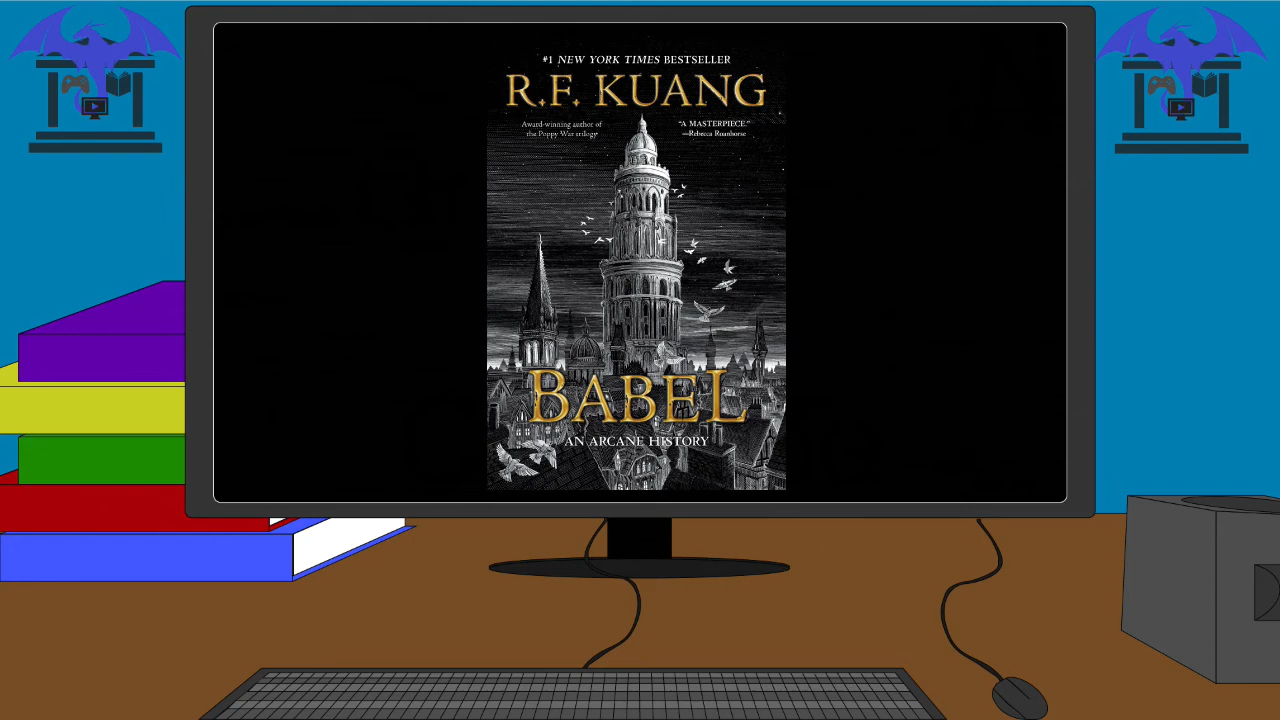 #1 NEW YORK TIMES BESTSELLER
R.F. KUANG
Award-winning author of
the Poppy War trilogy
"A MASTERPIECE."
—Rebecca Roanhorse
BABEL
AN ARCANE HISTORY